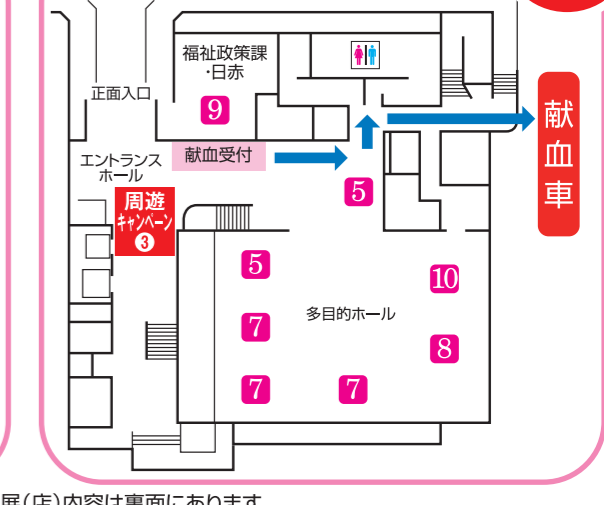 福祉政策課
・日赤
9
正面入口
献血車
献血受付
エントランス
ホール
5
周遊
キャンペーン
3
5
10
7
多目的ホール
8
7
7
展(店)内容は裏面にあります